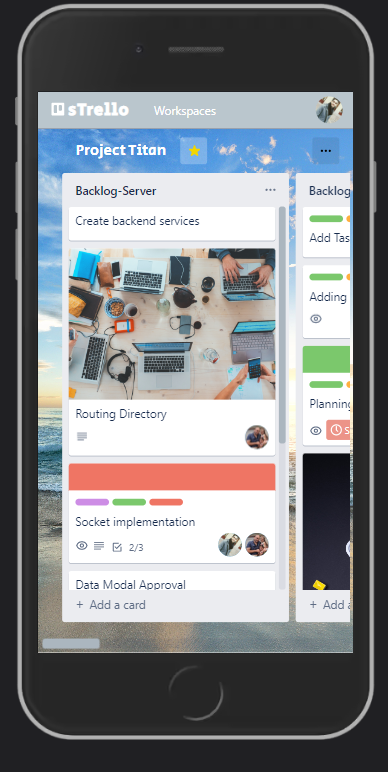 sTrello Workspaces
Project Titan
Backlog-Server
Create backend services
Routing Directory
Socket implementation
2/3
Data Modal Approval
+ Add a card
Backlog
Add Tas
Adding
Planning
S
+ Add a